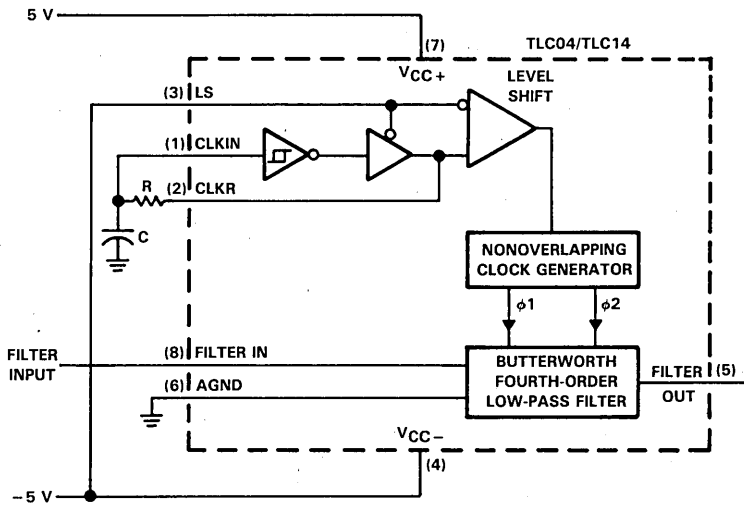 5 V
(7)
TLC04/TLC14
VCC+
LEVEL
SHIFT
(3) LS
(1) CLKIN
R
(2) CLKR
C
NONOVERLAPPING
CLOCK GENERATOR
ϕ1
ϕ2
FILTER
INPUT
(8) FILTER IN
BUTTERWORTH
FOURTH-ORDER
LOW-PASS FILTER
FILTER
OUT
(5)
(6) AGND
VCC−
(4)
−5 V